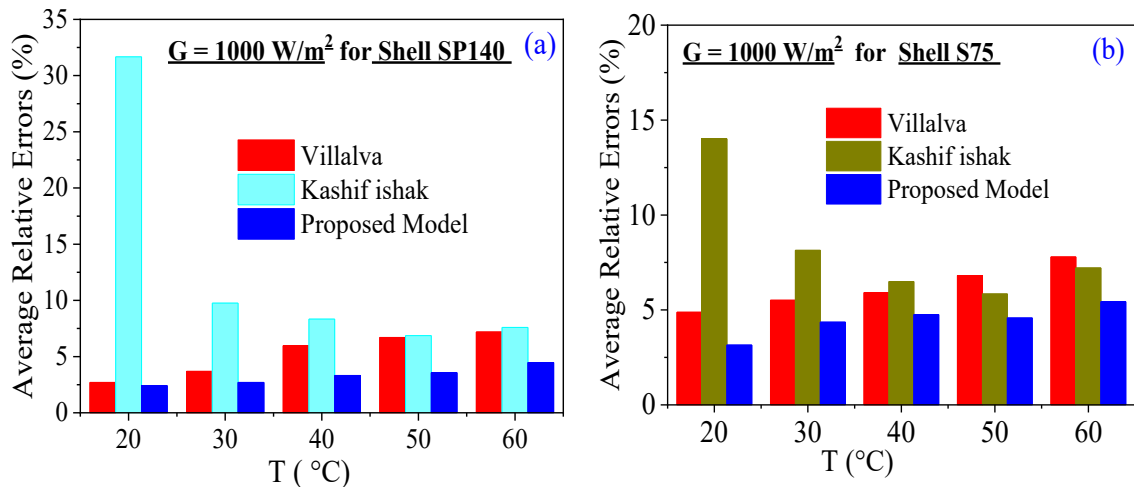 G = 1000 W/m² for Shell SP140 (a)
Average Relative Errors (%)
35
30
25
20
15
10
5
0
Villalva
Kashif ishak
Proposed Model
20 30 40 50 60
T ( °C)
G = 1000 W/m² for Shell S75 (b)
Average Relative Errors (%)
20
15
10
5
0
Villalva
Kashif ishak
Proposed Model
20 30 40 50 60
T (°C)